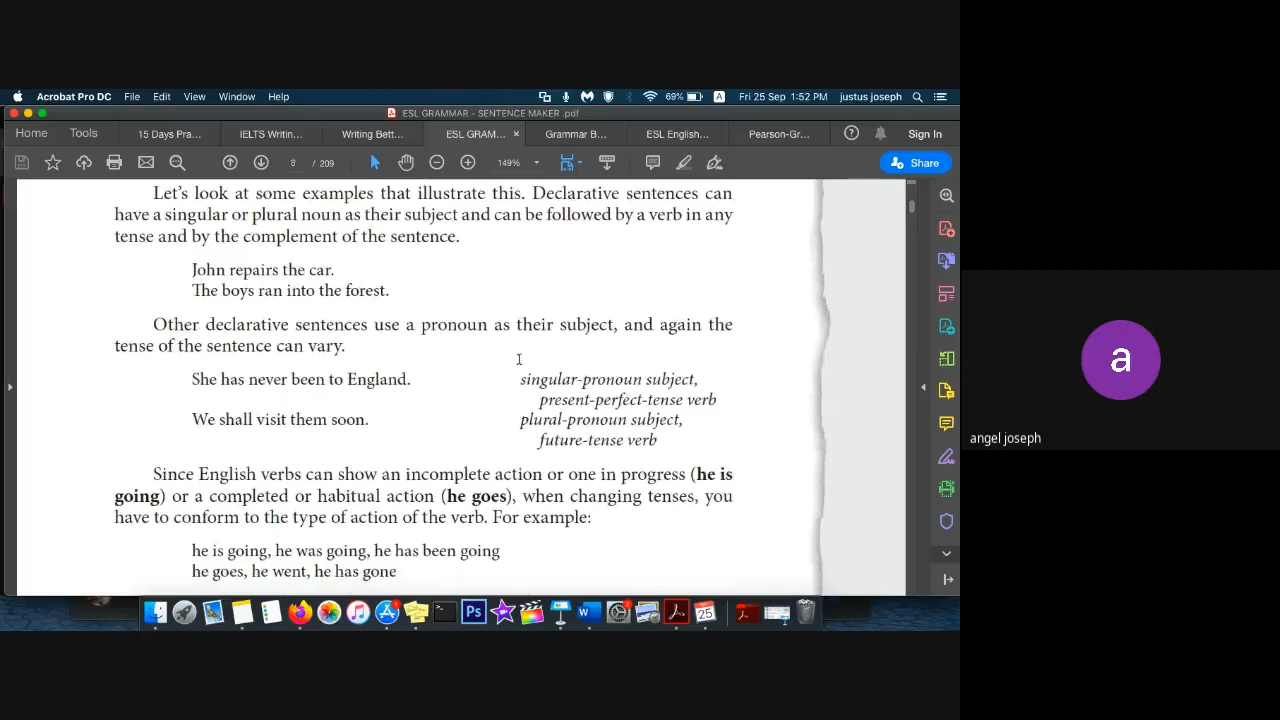 Acrobat Pro DC File Edit View Window Help 69% A Fri 25 Sep 1:52 PM justus joseph
ESL GRAMMAR - SENTENCE MAKER .pdf
Home Tools 15 Days Pra... IELTS Writin... Writing Bett... ESL GRAM... × Grammar B... ESL English... Pearson-Gr... Sign In
8 / 209 149% Share
Let's look at some examples that illustrate this. Declarative sentences can
have a singular or plural noun as their subject and can be followed by a verb in any
tense and by the complement of the sentence.
John repairs the car.
The boys ran into the forest.
Other declarative sentences use a pronoun as their subject, and again the
tense of the sentence can vary.
She has never been to England. singular-pronoun subject,
present-perfect-tense verb
We shall visit them soon. plural-pronoun subject,
future-tense verb
Since English verbs can show an incomplete action or one in progress (he is
going) or a completed or habitual action (he goes), when changing tenses, you
have to conform to the type of action of the verb. For example:
he is going, he was going, he has been going
he goes, he went, he has gone
a
angel joseph
Ps
W
25